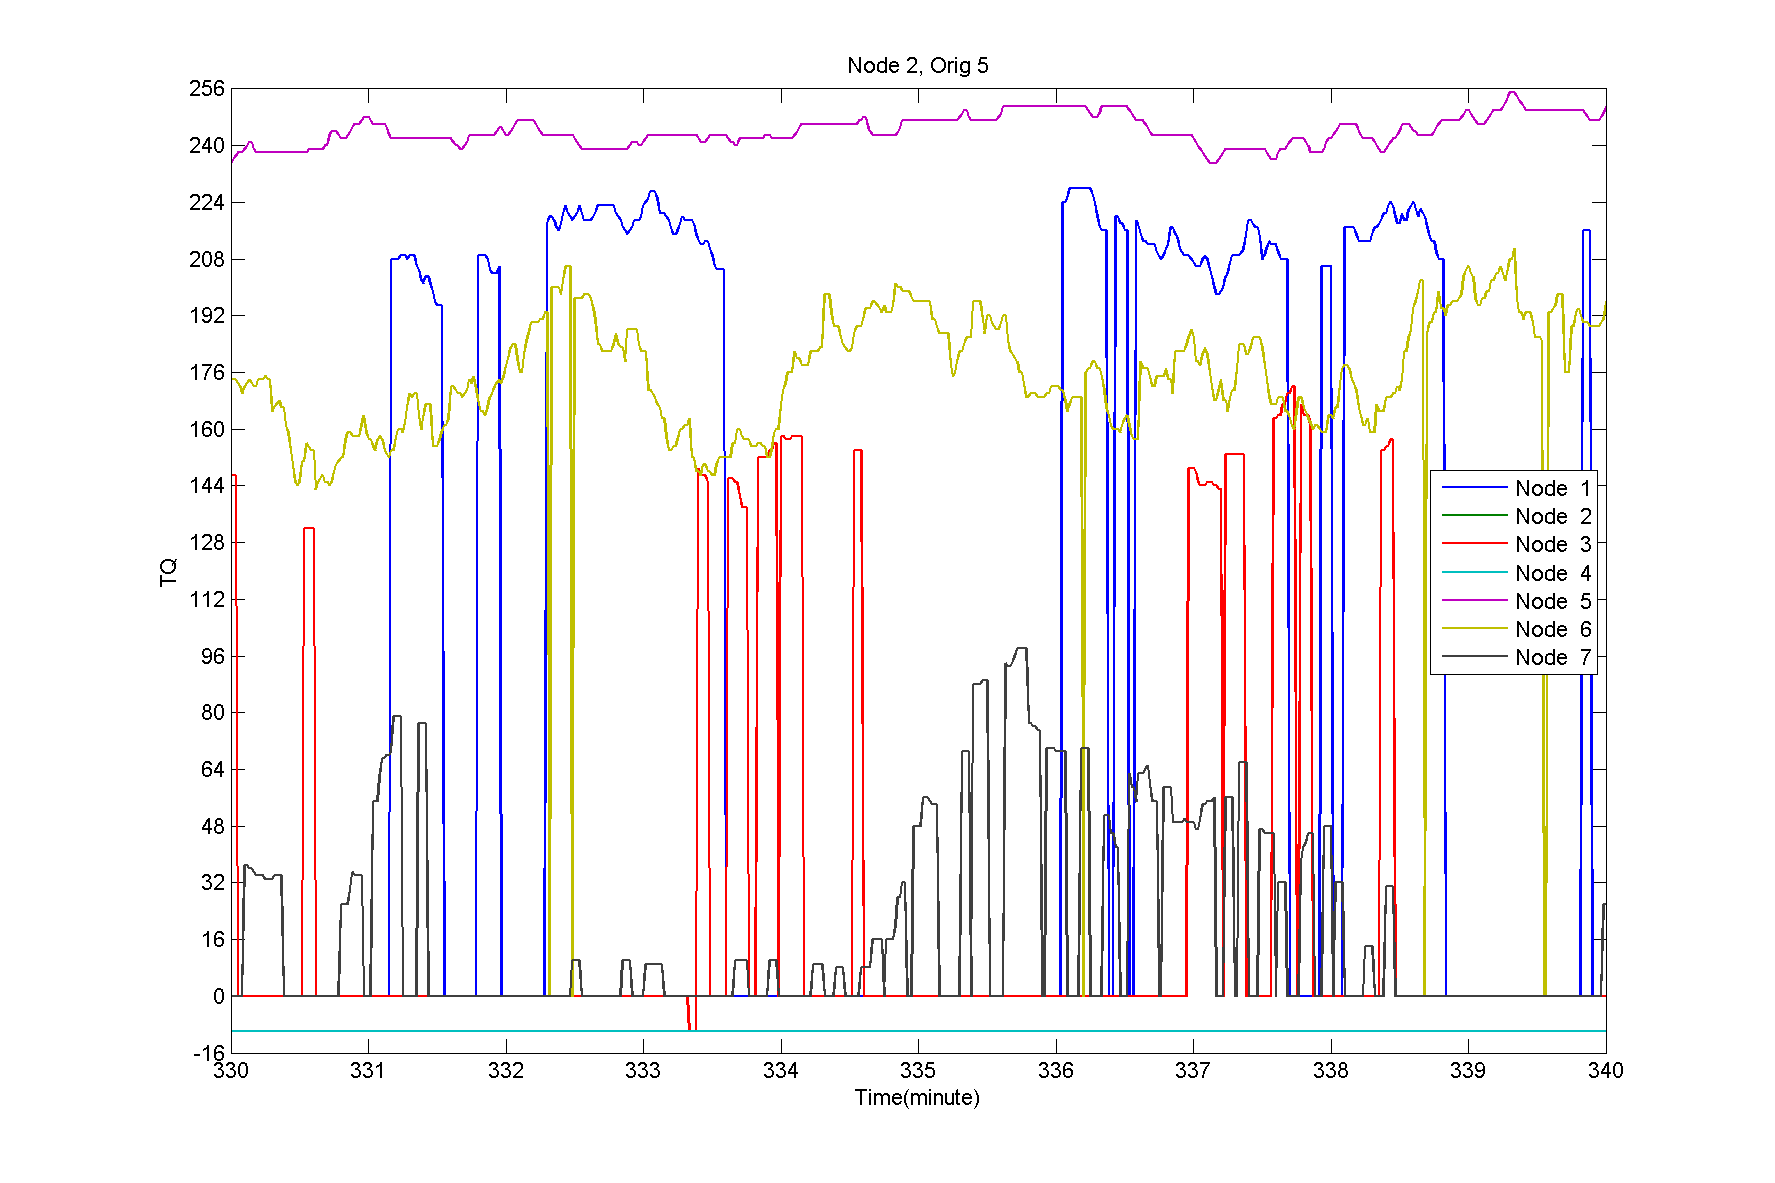 Node 2, Orig 5
256
240
224
208
192
176
160
144
128
112
96
80
64
48
32
16
0
-16
TQ
Node 1
Node 2
Node 3
Node 4
Node 5
Node 6
Node 7
330 331 332 333 334 335 336 337 338 339 340
Time(minute)